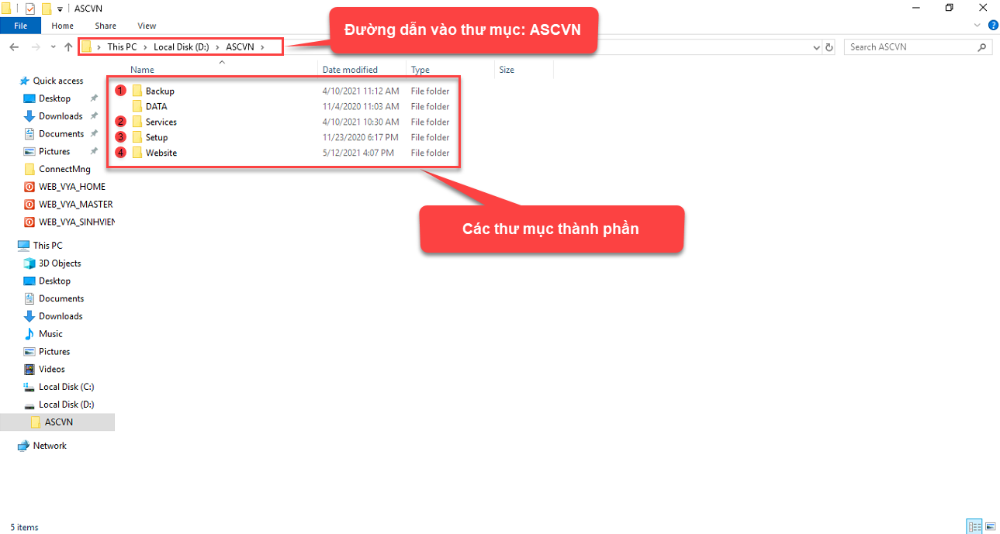 ASCVN
File Home Share View
Đường dẫn vào thư mục: ASCVN
This PC Local Disk (D:) ASCVN
Search ASCVN
Name Date modified Type Size
Quick access
Desktop
Downloads
Documents
Pictures
ConnectMng
WEB_VYA_HOME
WEB_VYA_MASTER
WEB_VYA_SINHVIEN
This PC
3D Objects
Desktop
Documents
Downloads
Music
Pictures
Videos
Local Disk (C:)
Local Disk (D:)
ASCVN
Network
1 Backup 4/10/2021 11:12 AM File folder
DATA 11/4/2020 11:03 AM File folder
2 Services 4/10/2021 10:30 AM File folder
3 Setup 11/23/2020 6:17 PM File folder
4 Website 5/12/2021 4:07 PM File folder
Các thư mục thành phần
5 items